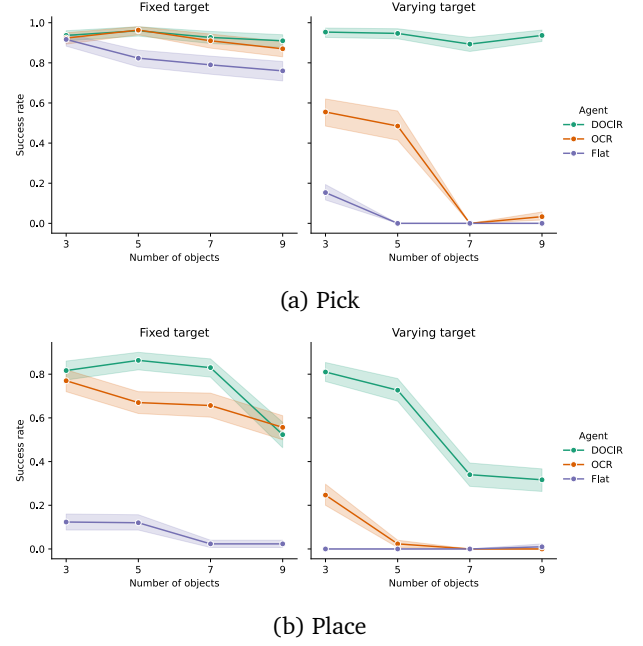 Fixed target
Varying target
1.0
0.8
0.6
0.4
0.2
0.0
Success rate
3 5 7 9
Number of objects
3 5 7 9
Number of objects
Agent
DOCIR
OCR
Flat
(a) Pick
Fixed target
Varying target
0.8
0.6
0.4
0.2
0.0
Success rate
3 5 7 9
Number of objects
3 5 7 9
Number of objects
Agent
DOCIR
OCR
Flat
(b) Place